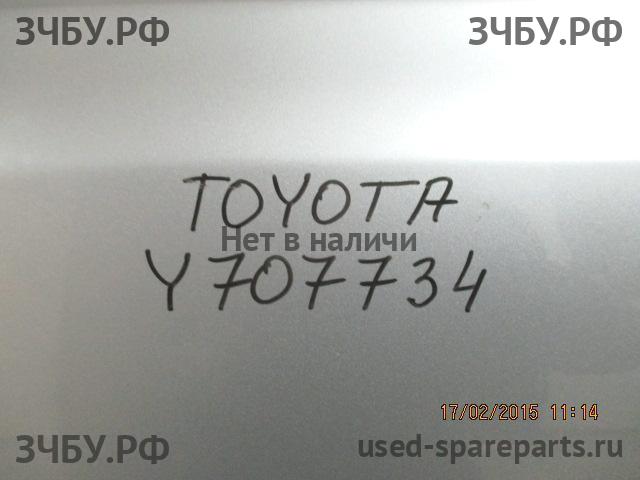 ЗЧБУ.РФ ЗЧБУ.РФ
TOYOTA
Нет в наличи
Y707734
17/02/2015 11:14
ЗЧБУ.РФ used-spareparts.ru